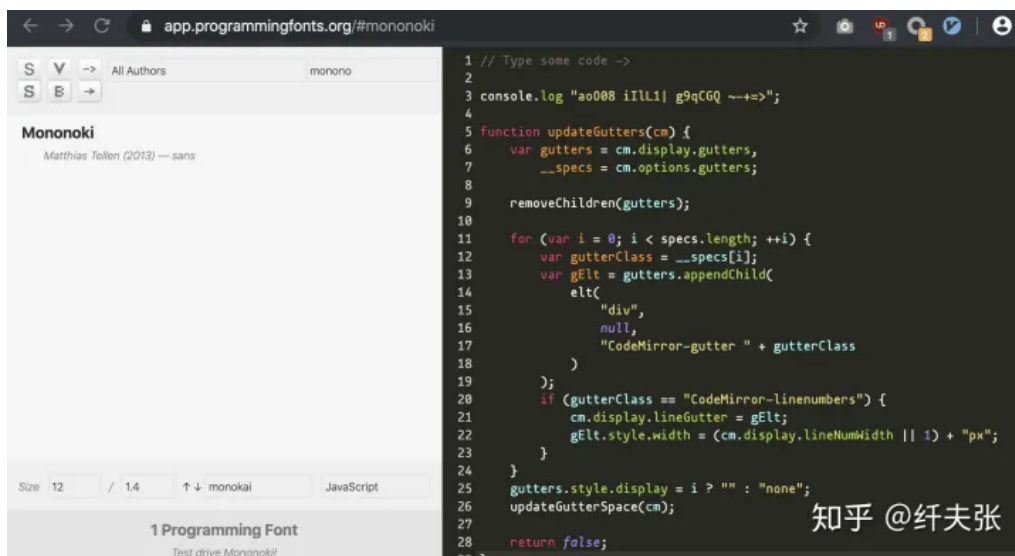 app.programmingfonts.org/#mononoki
1
2
S V -> All Authors monono
S B →
Mononoki
Matthias Tellen (2013) — sans
1 // Type some code ->
2
3 console.log "aoO08 iIlL1| g9qCGQ ~-+=>";
4
5 function updateGutters(cm) {
6 var gutters = cm.display.gutters,
7 __specs = cm.options.gutters;
8
9 removeChildren(gutters);
10
11 for (var i = 0; i < specs.length; ++i) {
12 var gutterClass = __specs[i];
13 var gElt = gutters.appendChild(
14 elt(
15 "div",
16 null,
17 "CodeMirror-gutter " + gutterClass
18 )
19 );
20 if (gutterClass == "CodeMirror-linenumbers") {
21 cm.display.lineGutter = gElt;
22 gElt.style.width = (cm.display.lineNumWidth || 1) + "px";
23 }
24 }
25 gutters.style.display = i ? "" : "none";
26 updateGutterSpace(cm);
27
28 return false;
Size 12 / 1.4 ↑↓ monokai JavaScript
1 Programming Font
Test drive Mononoki!
知乎 @纤夫张